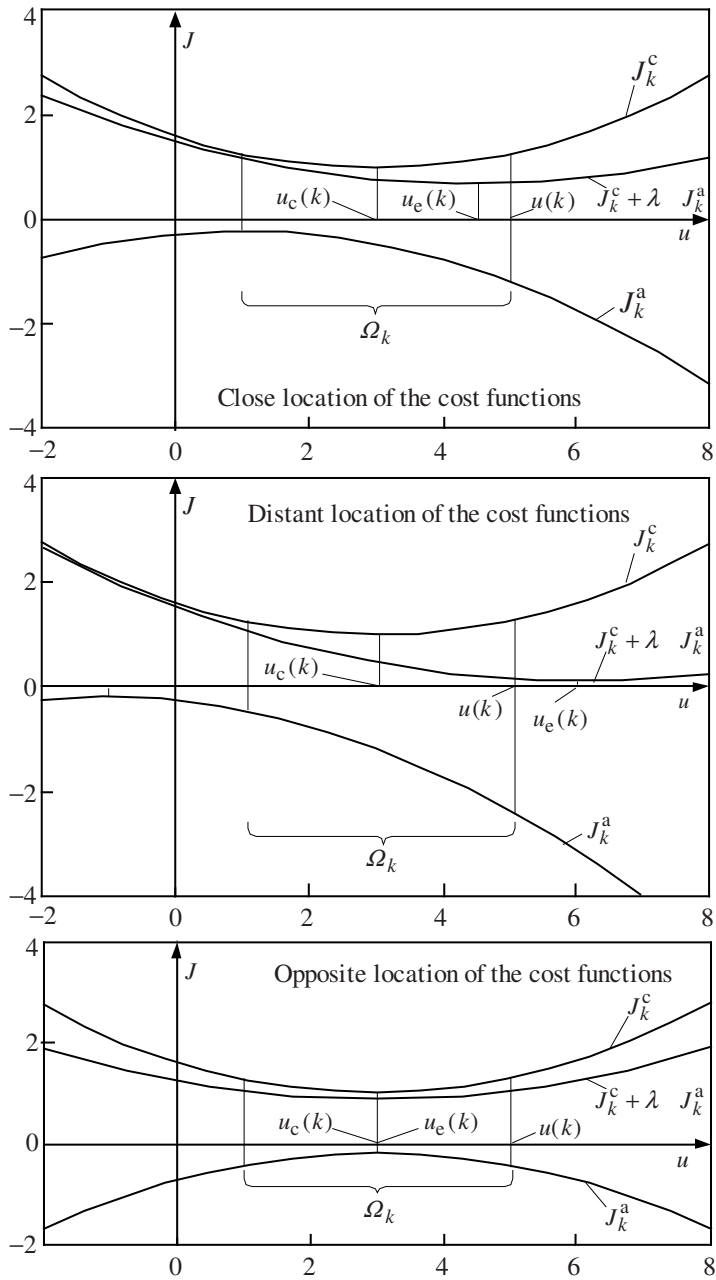 4
J
J_k^c
2
u_c(k) u_e(k) u(k) J_k^c + λ J_k^a
0
u
J_k^a
−2
Ω_k
Close location of the cost functions
−4
−2 0 2 4 6 8
4
J
Distant location of the cost functions
J_k^c
2
J_k^c + λ J_k^a
u_c(k)
0
u(k) u_e(k) u
−2
J_k^a
Ω_k
−4
−2 0 2 4 6 8
4
J
Opposite location of the cost functions
J_k^c
2
J_k^c + λ J_k^a
u_c(k) u_e(k) u(k)
0
u
Ω_k
J_k^a
−2
0 2 4 6 8